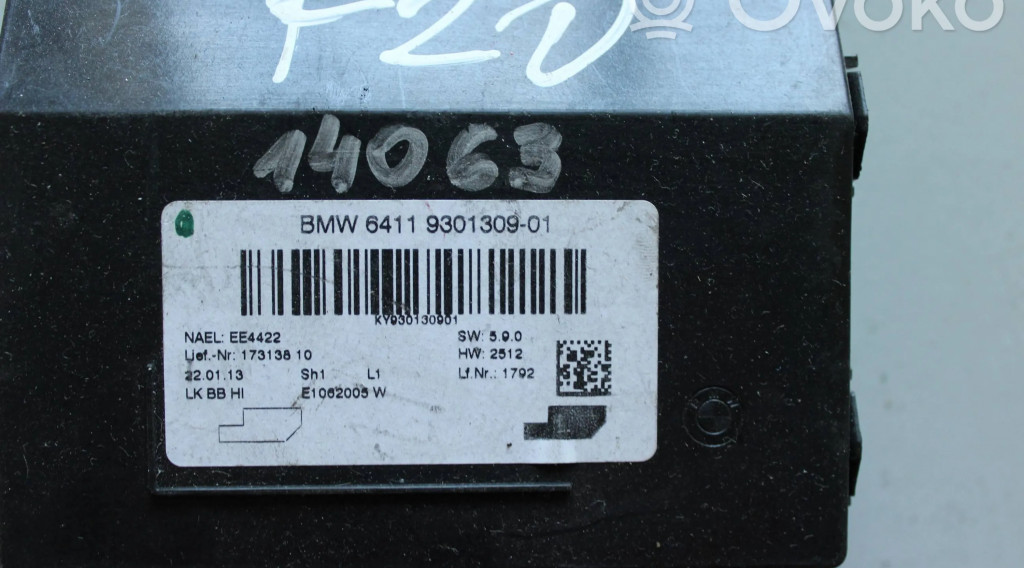 OVOKO
F20
14063
BMW 6411 9301309-01
KY930130901
NAEL: EE4422 SW: 5.9.0
Lief.-Nr: 173138 10 HW: 2512
22.01.13 Sh1 L1 Lf.Nr.: 1792
LK BB HI E1062005 W